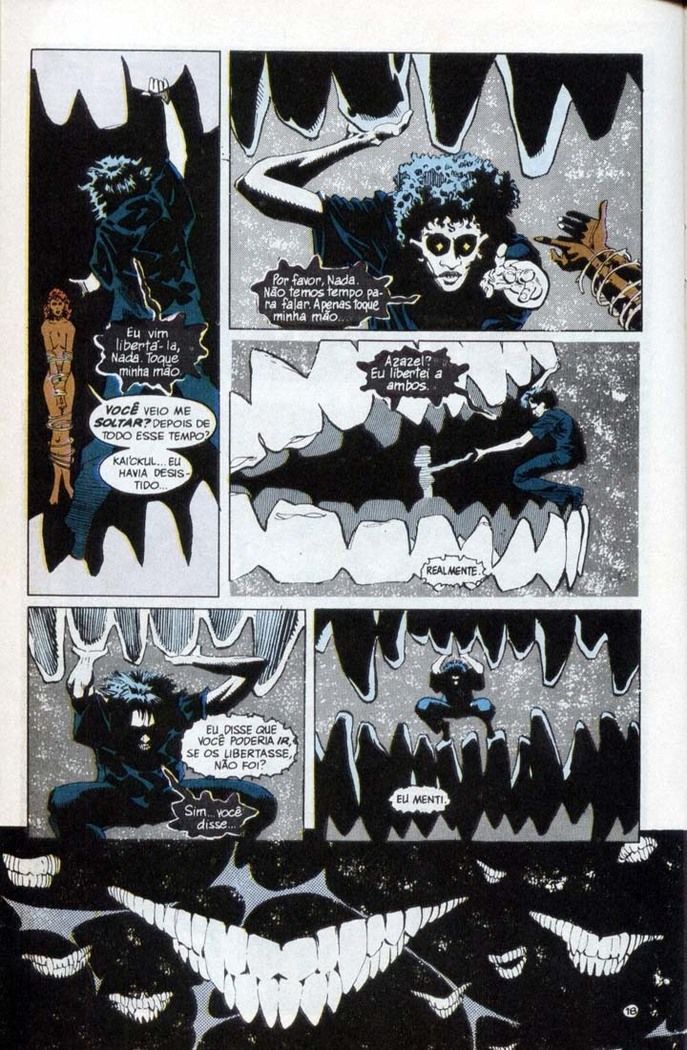 Eu vim
libertá-la,
Nada. Toque
minha mão
VOCÊ VEIO ME
SOLTAR? DEPOIS DE
TODO ESSE TEMPO?
KAI'CKUL... EU
HAVIA DESIS-
TIDO...
Por favor, Nada.
Não temos tempo pa-
ra falar. Apenas toque
minha mão...
Azazel?
Eu libertei a
ambos.
REALMENTE.
EU DISSE QUE
VOCÊ PODERIA IR,
SE OS LIBERTASSE,
NÃO FOI?
Sim... você
disse...
EU MENTI.
18